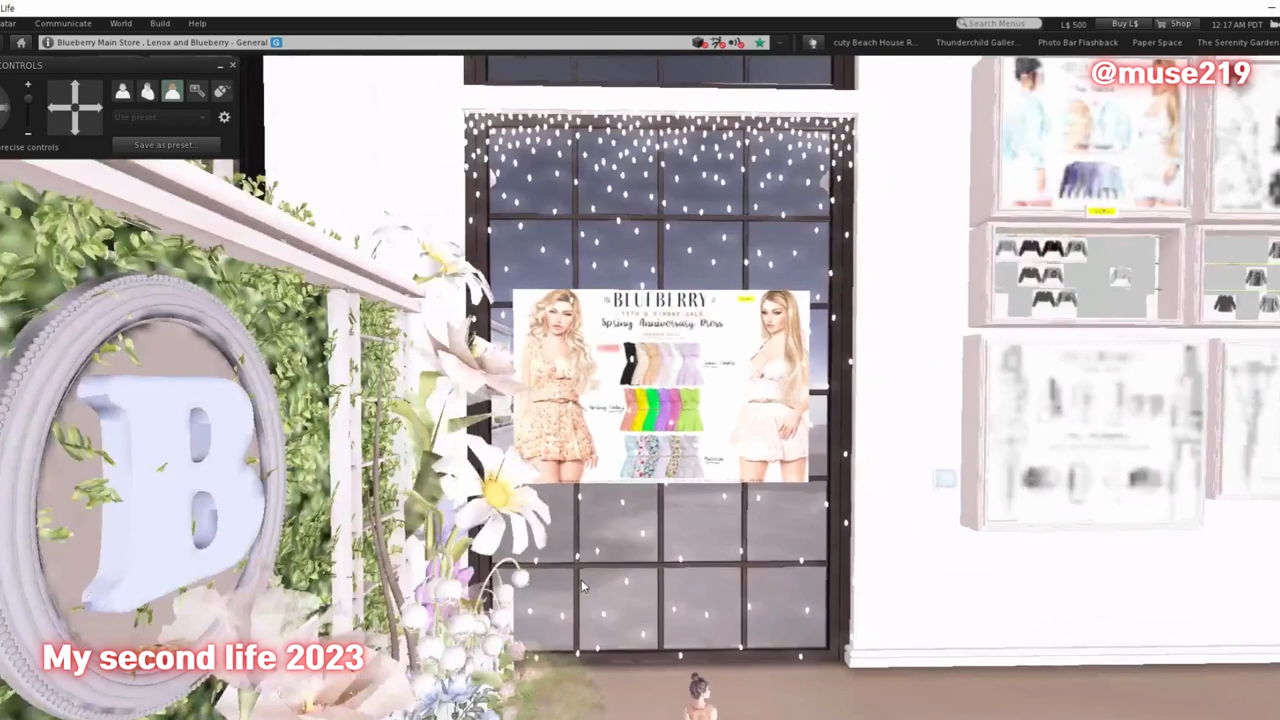 Life
atar Communicate World Build Help
Search Menus
L$ 500 Buy L$ Shop 12:17 AM PDT
Blueberry Main Store , Lenox and Blueberry - General G
cuty Beach House R... Thunderchild Galler... Photo Bar Flashback Paper Space The Serenity Garden
CONTROLS
@muse219
Use preset
Save as preset...
recise controls
BLUEBERRY
Spring Anniversary Dress
B
My second life 2023